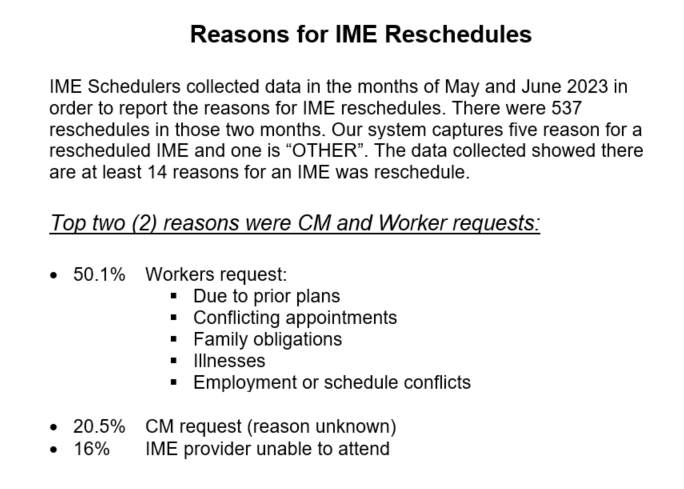 Reasons for IME Reschedules
IME Schedulers collected data in the months of May and June 2023 in
order to report the reasons for IME reschedules. There were 537
reschedules in those two months. Our system captures five reason for a
rescheduled IME and one is “OTHER”. The data collected showed there
are at least 14 reasons for an IME was reschedule.
Top two (2) reasons were CM and Worker requests:
• 50.1% Workers request:
▪ Due to prior plans
▪ Conflicting appointments
▪ Family obligations
▪ Illnesses
▪ Employment or schedule conflicts
• 20.5% CM request (reason unknown)
• 16% IME provider unable to attend